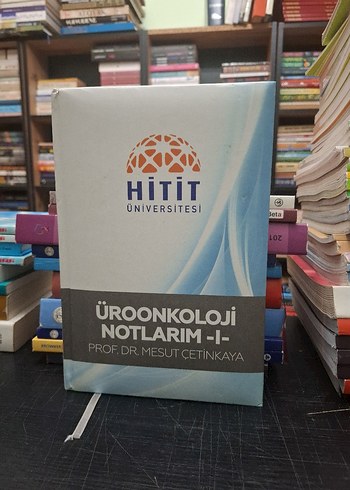 HİTİT
ÜNİVERSİTESİ
ÜROONKOLOJİ
NOTLARIM -I-
PROF. DR. MESUT ÇETİNKAYA